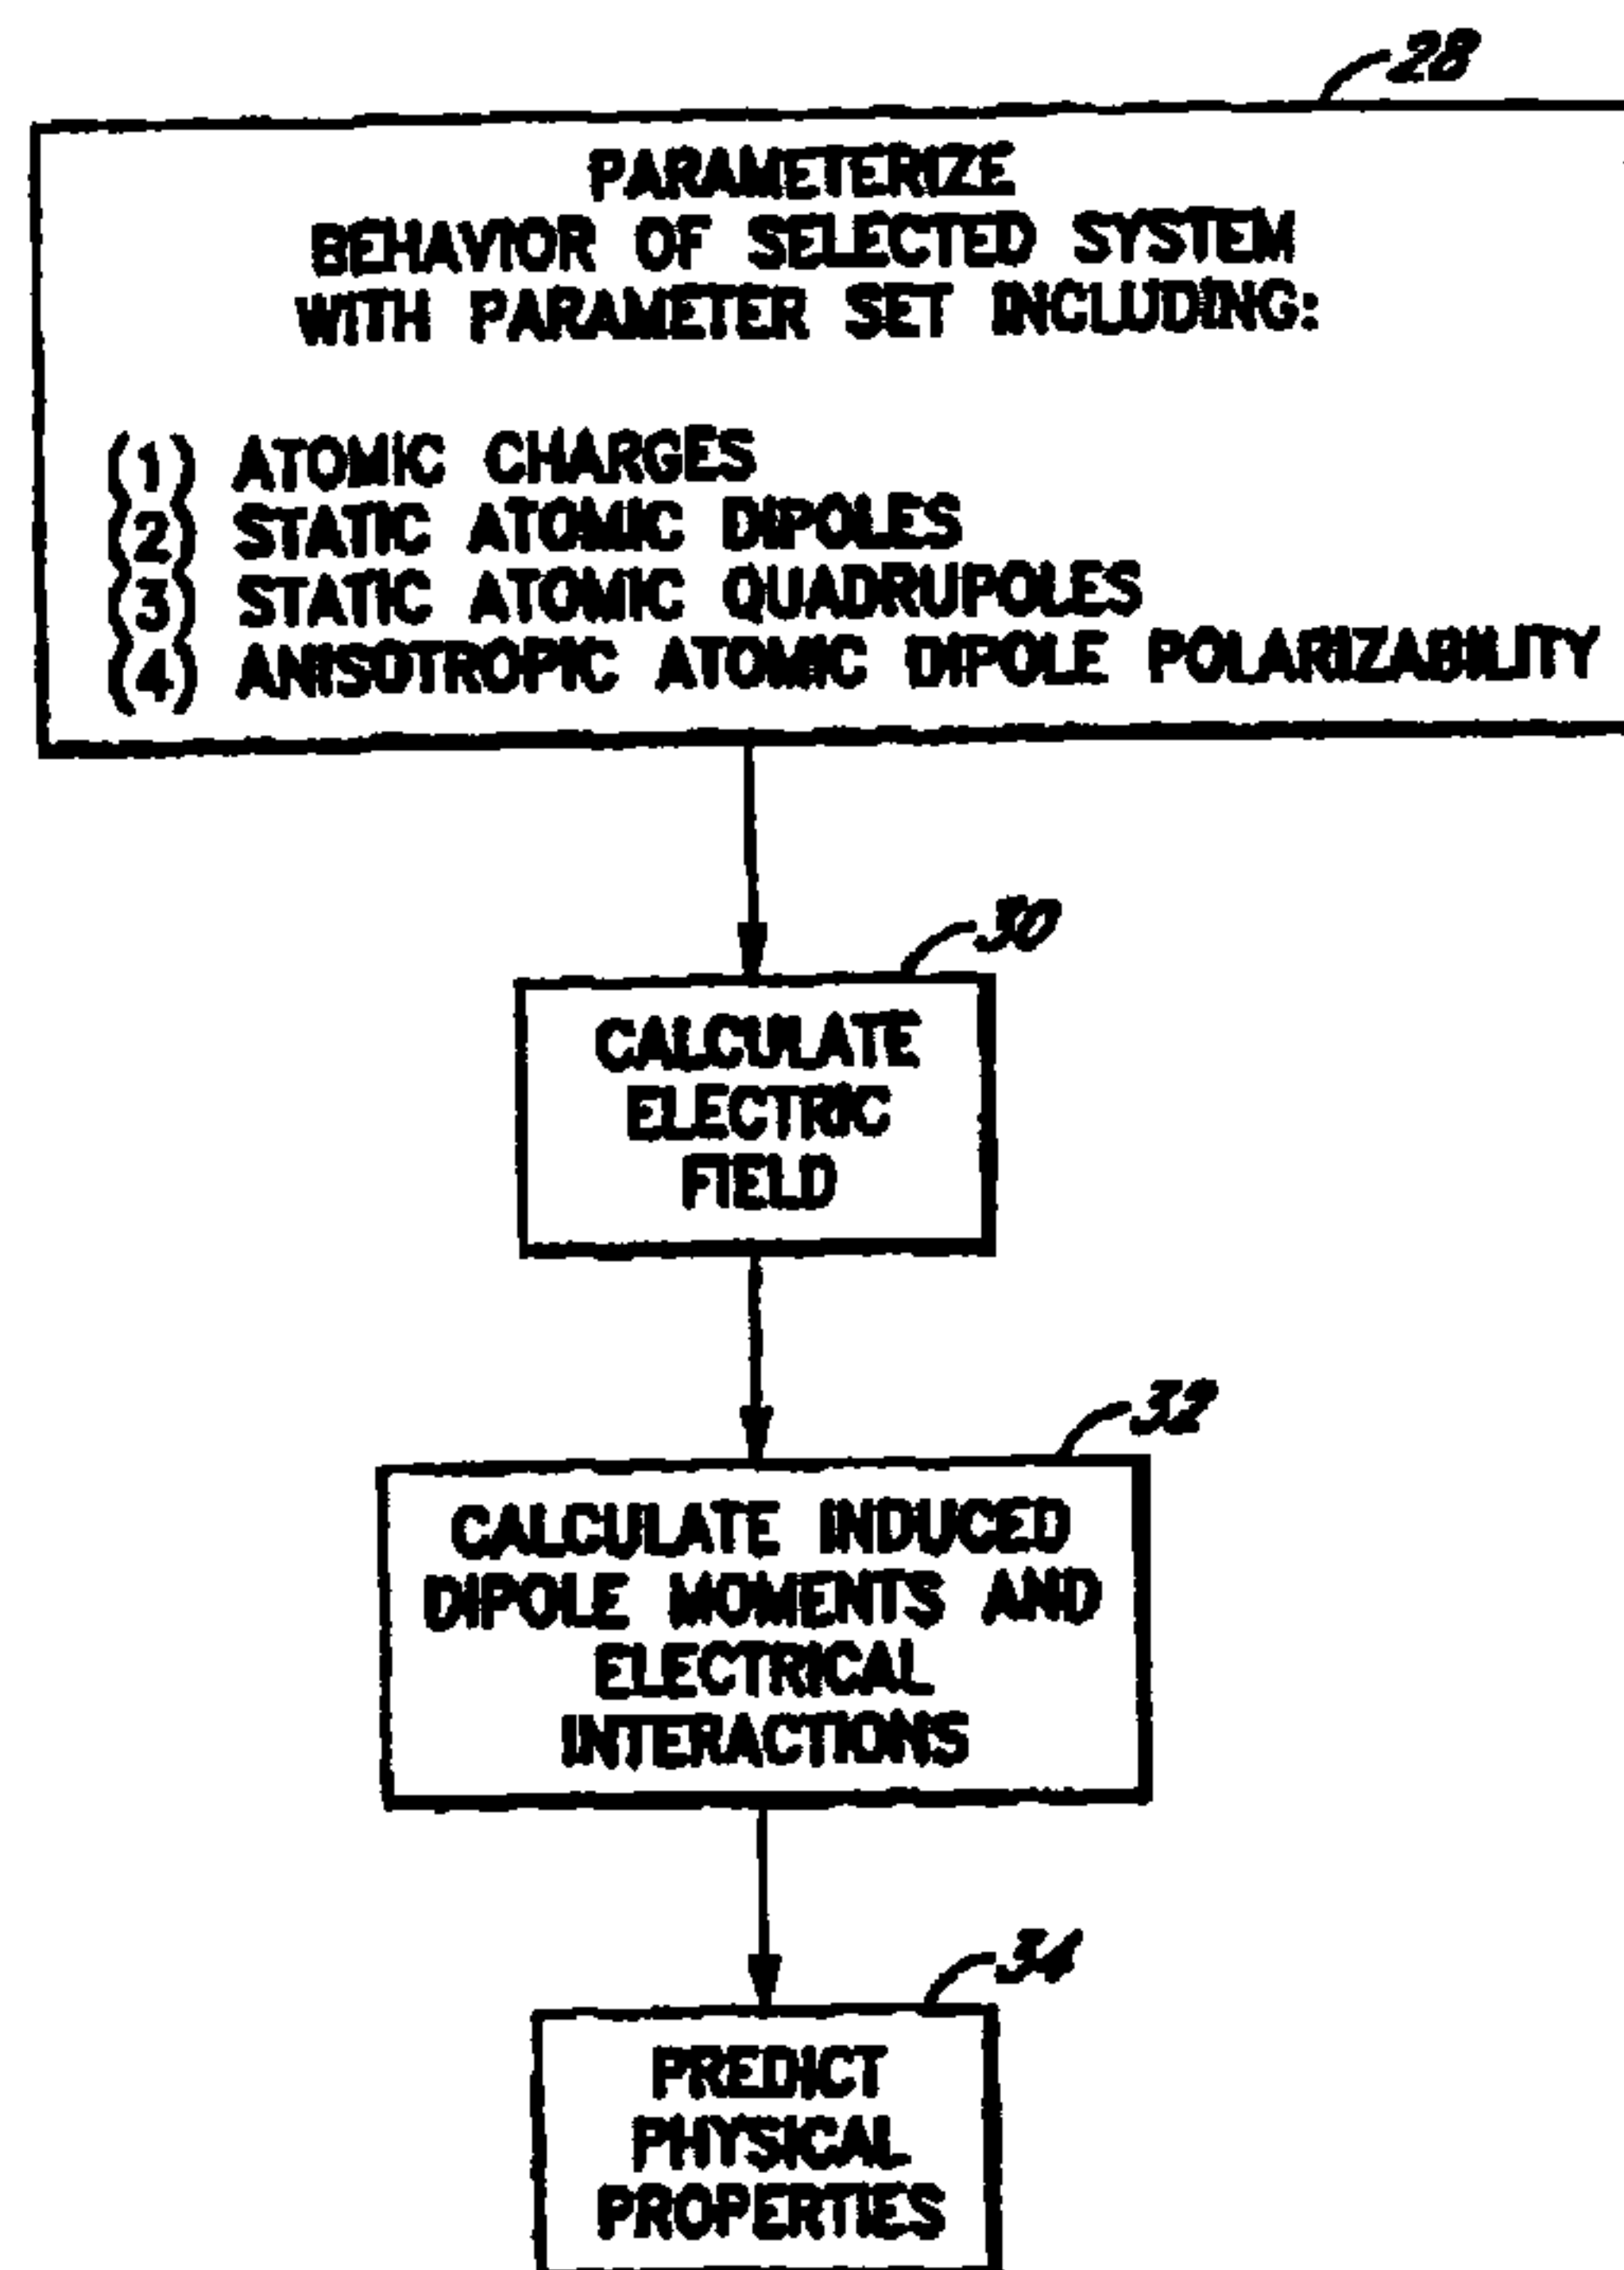 28
PARAMETERIZE
BEHAVIOR OF SELECTED SYSTEM
WITH PARAMETER SET INCLUDING:
(1) ATOMIC CHARGES
(2) STATIC ATOMIC DIPOLES
(3) STATIC ATOMIC QUADRUPOLES
(4) ANISOTROPIC ATOMIC DIPOLE POLARIZABILITY
30
CALCULATE
ELECTRIC
FIELD
32
CALCULATE INDUCED
DIPOLE MOMENTS AND
ELECTRICAL
INTERACTIONS
34
PREDICT
PHYSICAL
PROPERTIES